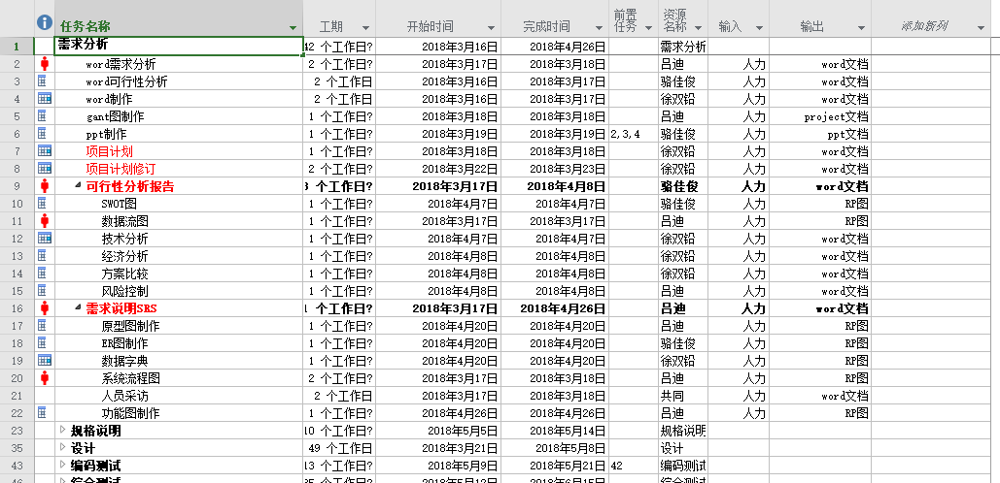 任务名称 工期 开始时间 完成时间 前置任务 资源名称 输入 输出 添加新列
1 需求分析 42 个工作日? 2018年3月16日 2018年4月26日 需求分析
2 word需求分析 2 个工作日? 2018年3月17日 2018年3月18日 吕迪 人力 word文档
3 word可行性分析 2 个工作日 2018年3月16日 2018年3月17日 骆佳俊 人力 word文档
4 word制作 2 个工作日 2018年3月16日 2018年3月17日 徐双铅 人力 word文档
5 gant图制作 1 个工作日? 2018年3月18日 2018年3月18日 吕迪 人力 project文档
6 ppt制作 1 个工作日? 2018年3月19日 2018年3月19日 2,3,4 骆佳俊 人力 ppt文档
7 项目计划 1 个工作日? 2018年3月18日 2018年3月18日 徐双铅 人力 word文档
8 项目计划修订 2 个工作日? 2018年3月22日 2018年3月23日 徐双铅 人力 word文档
9 可行性分析报告 个工作日? 2018年3月17日 2018年4月8日 骆佳俊 人力 word文档
10 SWOT图 1 个工作日? 2018年4月7日 2018年4月7日 骆佳俊 人力 RP图
11 数据流图 1 个工作日? 2018年3月17日 2018年3月17日 吕迪 人力 RP图
12 技术分析 1 个工作日? 2018年4月7日 2018年4月7日 徐双铅 人力 word文档
13 经济分析 1 个工作日? 2018年4月8日 2018年4月8日 徐双铅 人力 word文档
14 方案比较 1 个工作日? 2018年4月8日 2018年4月8日 徐双铅 人力 word文档
15 风险控制 1 个工作日? 2018年4月8日 2018年4月8日 吕迪 人力 word文档
16 需求说明SRS 个工作日? 2018年3月17日 2018年4月26日 吕迪 人力 word文档
17 原型图制作 1 个工作日? 2018年4月20日 2018年4月20日 吕迪 人力 RP图
18 ER图制作 1 个工作日? 2018年4月20日 2018年4月20日 骆佳俊 人力 RP图
19 数据字典 1 个工作日? 2018年4月20日 2018年4月20日 徐双铅 人力 RP图
20 系统流程图 2 个工作日? 2018年3月17日 2018年3月18日 吕迪 人力 RP图
21 人员采访 2 个工作日 2018年3月17日 2018年3月18日 共同 人力 word文档
22 功能图制作 1 个工作日? 2018年4月26日 2018年4月26日 吕迪 人力 RP图
23 规格说明 10 个工作日? 2018年5月5日 2018年5月14日 规格说明
35 设计 49 个工作日 2018年3月21日 2018年5月8日 设计
43 编码测试 13 个工作日? 2018年5月9日 2018年5月21日 42 编码测试